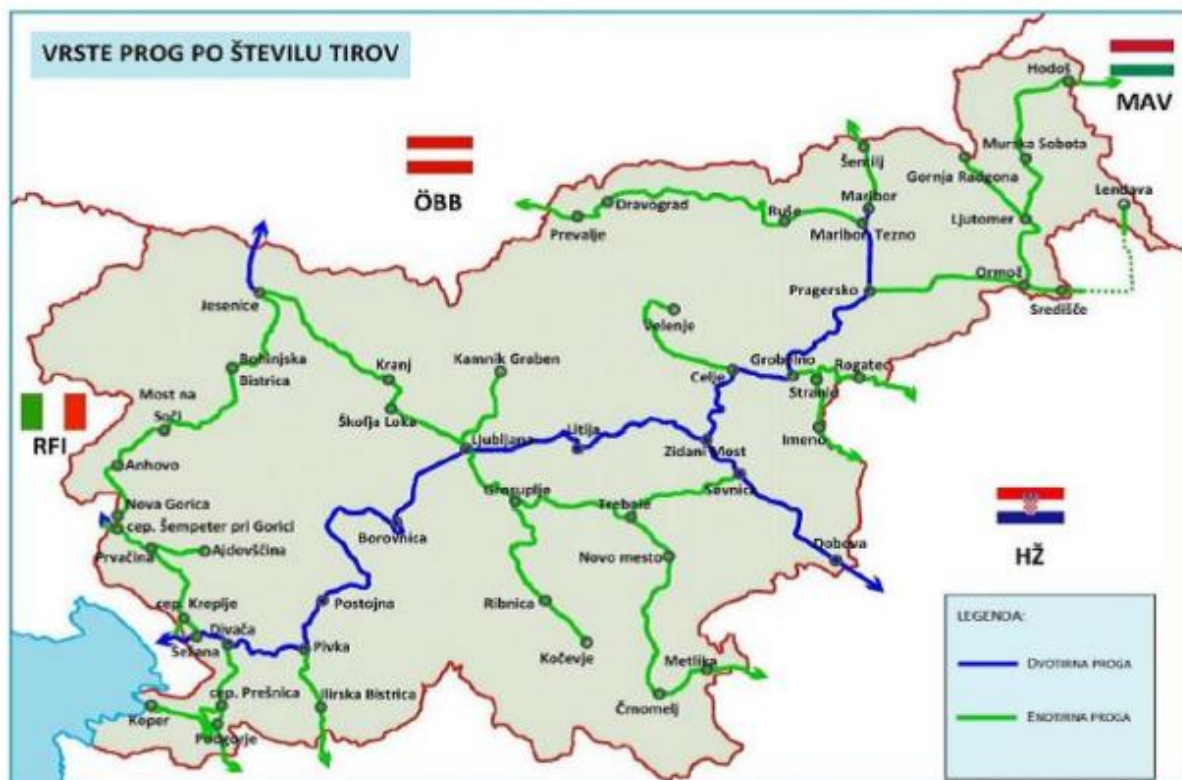 VRSTE PROG PO ŠTEVILU TIROV
Hodoš
MAV
ÖBB
Murska Sobota
Šentilj
Gornja Radgona
Lendava
Maribor
Dravograd
Ruše
Ljutomer
Prevalje
Maribor Tezno
Ormož
Pragersko
Središče
Jesenice
Velenje
Bohinjska
Bistrica
Kranj
Kamnik Graben
Grobelno
Rogatec
Celje
Stranje
Most na
Soči
Škofja Loka
RFI
Ljubljana
Litija
Zidani Most
Imeno
Anhovo
Sevnica
Grosuplje
Trebnje
Nova Gorica
cep. Šempeter pri Gorici
Borovnica
HŽ
Prvačina
Ajdovščina
Novo mesto
Dobova
cep. Kreplje
Postojna
Ribnica
LEGENDA:
Divača
Sežana
Pivka
Kočevje
Metlika
DVOTIRNA PROGA
cep. Prešnica
Ilirska Bistrica
Koper
Črnomelj
ENOTIRNA PROGA
Podgorje